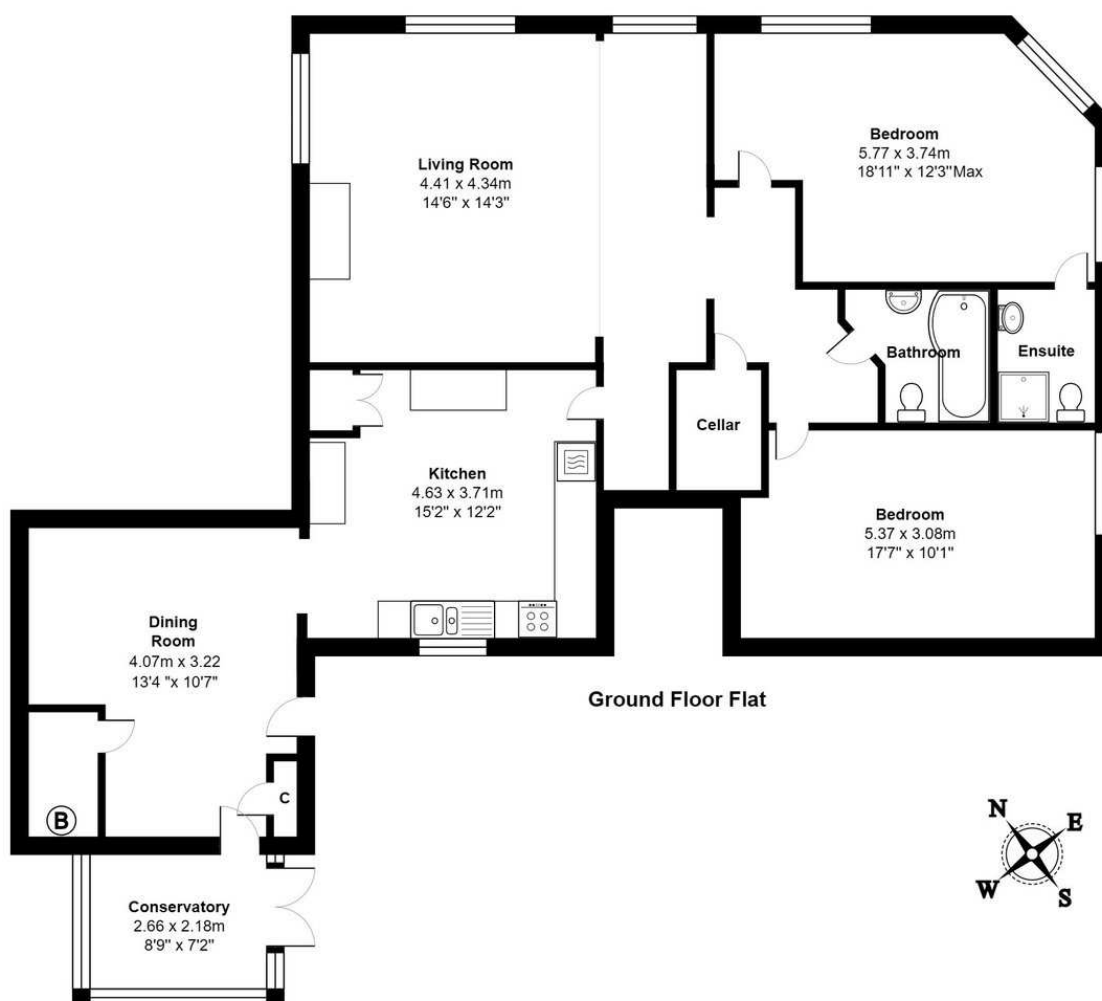 Living Room
4.41 x 4.34m
14'6" x 14'3"
Bedroom
5.77 x 3.74m
18'11" x 12'3"Max
Bathroom
Ensuite
Cellar
Kitchen
4.63 x 3.71m
15'2" x 12'2"
Bedroom
5.37 x 3.08m
17'7" x 10'1"
Dining
Room
4.07m x 3.22
13'4 "x 10'7"
Ground Floor Flat
C
B
N
E
W
S
Conservatory
2.66 x 2.18m
8'9" x 7'2"